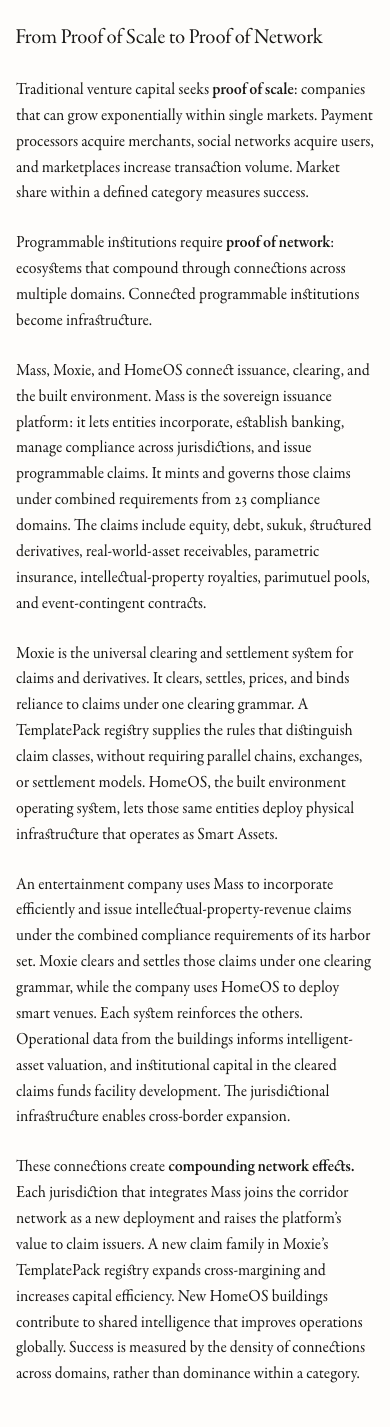 From Proof of Scale to Proof of Network
Traditional venture capital seeks proof of scale: companies
that can grow exponentially within single markets. Payment
processors acquire merchants, social networks acquire users,
and marketplaces increase transaction volume. Market
share within a defined category measures success.
Programmable institutions require proof of network:
ecosystems that compound through connections across
multiple domains. Connected programmable institutions
become infrastructure.
Mass, Moxie, and HomeOS connect issuance, clearing, and
the built environment. Mass is the sovereign issuance
platform: it lets entities incorporate, establish banking,
manage compliance across jurisdictions, and issue
programmable claims. It mints and governs those claims
under combined requirements from 23 compliance
domains. The claims include equity, debt, sukuk, structured
derivatives, real-world-asset receivables, parametric
insurance, intellectual-property royalties, parimutuel pools,
and event-contingent contracts.
Moxie is the universal clearing and settlement system for
claims and derivatives. It clears, settles, prices, and binds
reliance to claims under one clearing grammar. A
TemplatePack registry supplies the rules that distinguish
claim classes, without requiring parallel chains, exchanges,
or settlement models. HomeOS, the built environment
operating system, lets those same entities deploy physical
infrastructure that operates as Smart Assets.
An entertainment company uses Mass to incorporate
efficiently and issue intellectual-property-revenue claims
under the combined compliance requirements of its harbor
set. Moxie clears and settles those claims under one clearing
grammar, while the company uses HomeOS to deploy
smart venues. Each system reinforces the others.
Operational data from the buildings informs intelligent-
asset valuation, and institutional capital in the cleared
claims funds facility development. The jurisdictional
infrastructure enables cross-border expansion.
These connections create compounding network effects.
Each jurisdiction that integrates Mass joins the corridor
network as a new deployment and raises the platform’s
value to claim issuers. A new claim family in Moxie’s
TemplatePack registry expands cross-margining and
increases capital efficiency. New HomeOS buildings
contribute to shared intelligence that improves operations
globally. Success is measured by the density of connections
across domains, rather than dominance within a category.